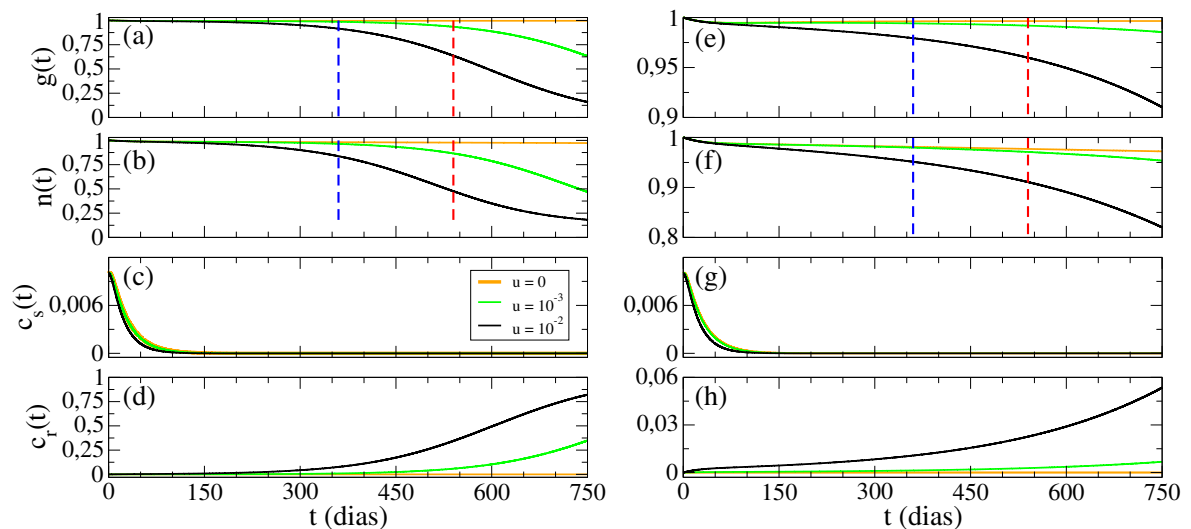 1
0,75
0,5
0,25
0
g(t)
(a)
1
0,75
0,5
0,25
0
n(t)
(b)
0,006
0
c_s(t)
(c)
u = 0
u = 10^-3
u = 10^-2
1
0,75
0,5
0,25
0
c_r(t)
(d)
0 150 300 450 600 750
t (dias)
1
0,95
0,9
(e)
1
0,9
0,8
(f)
0,006
0
(g)
0,06
0,03
0
(h)
0 150 300 450 600 750
t (dias)